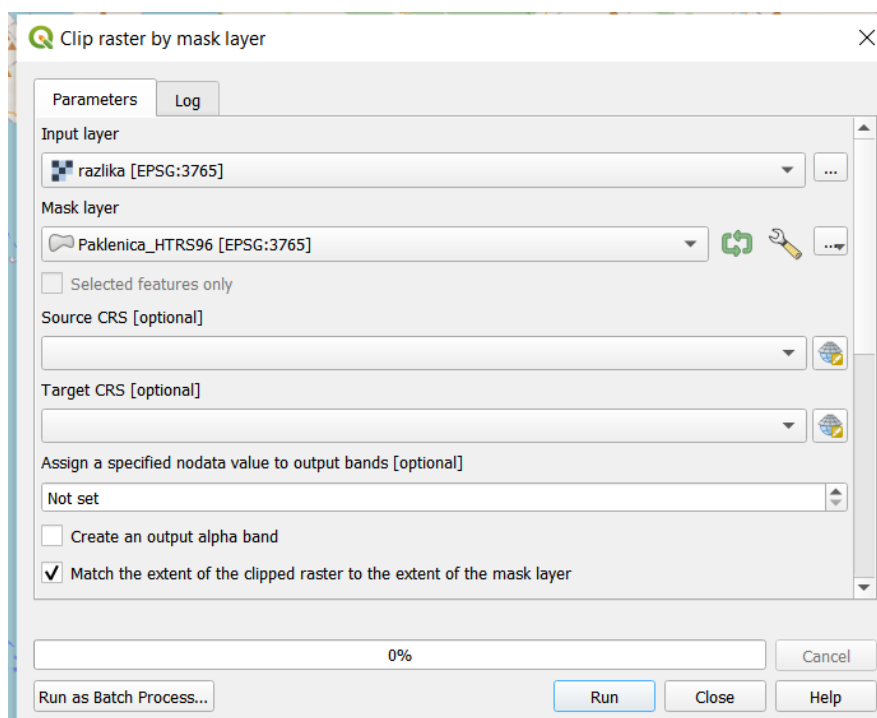 Clip raster by mask layer
Parameters Log
Input layer
razlika [EPSG:3765]
...
Mask layer
Paklenica_HTRS96 [EPSG:3765]
...
Selected features only
Source CRS [optional]
Target CRS [optional]
Assign a specified nodata value to output bands [optional]
Not set
Create an output alpha band
Match the extent of the clipped raster to the extent of the mask layer
0%
Cancel
Run as Batch Process... Run Close Help